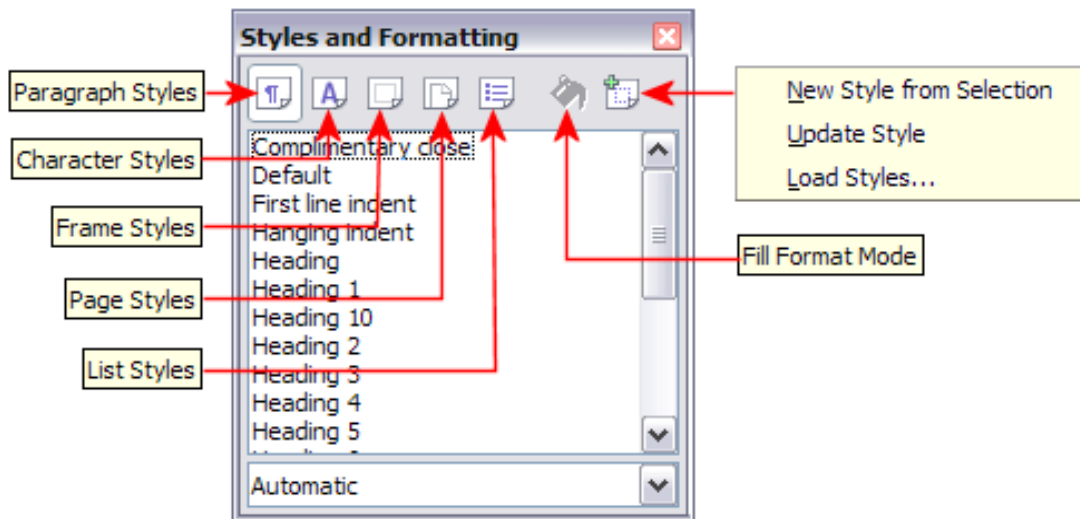 Styles and Formatting
Paragraph Styles
Character Styles
Frame Styles
Page Styles
List Styles
New Style from Selection
Update Style
Load Styles...
Fill Format Mode
Complimentary close
Default
First line indent
Hanging indent
Heading
Heading 1
Heading 10
Heading 2
Heading 3
Heading 4
Heading 5
Automatic